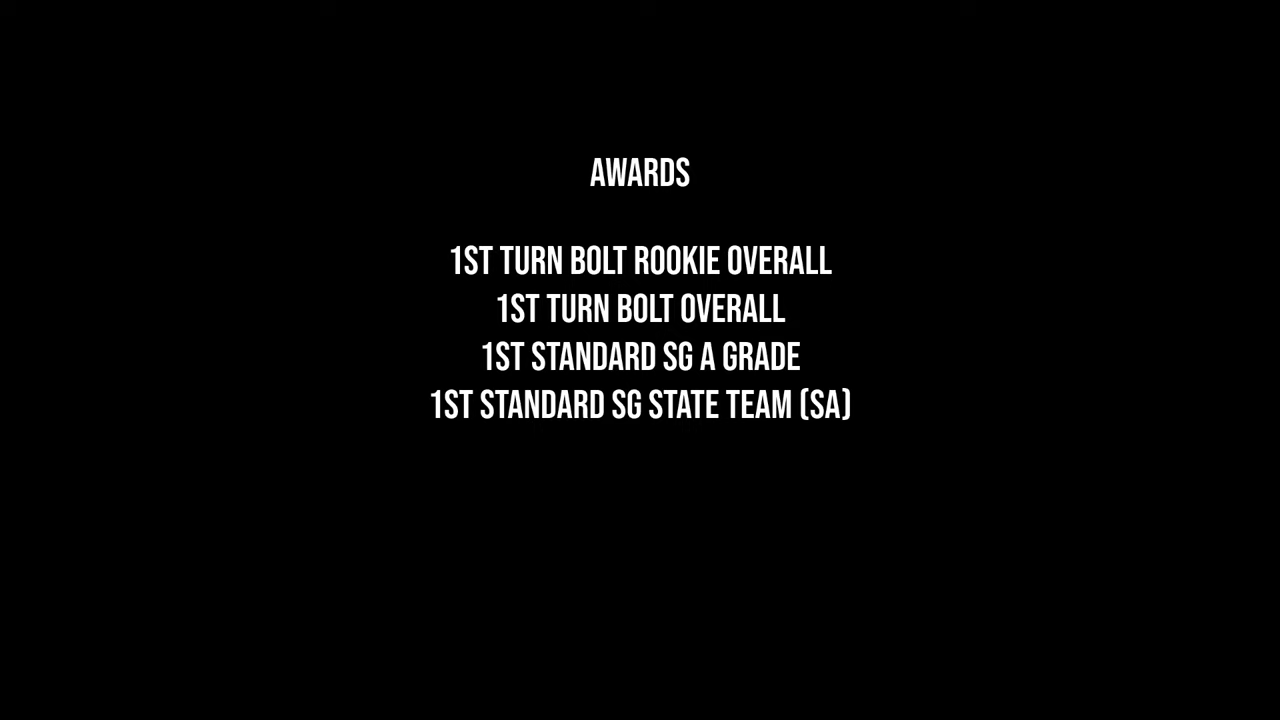 AWARDS
1ST TURN BOLT ROOKIE OVERALL
1ST TURN BOLT OVERALL
1ST STANDARD SG A GRADE
1ST STANDARD SG STATE TEAM (SA)